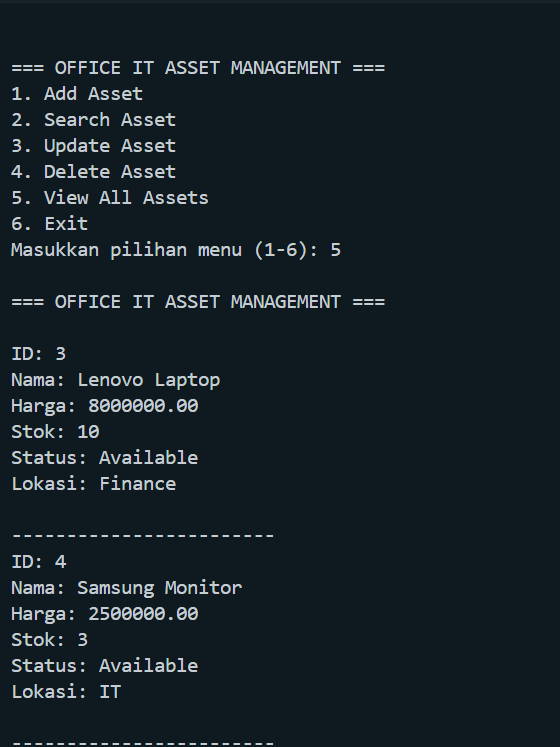 === OFFICE IT ASSET MANAGEMENT ===
1. Add Asset
2. Search Asset
3. Update Asset
4. Delete Asset
5. View All Assets
6. Exit
Masukkan pilihan menu (1-6): 5
=== OFFICE IT ASSET MANAGEMENT ===
ID: 3
Nama: Lenovo Laptop
Harga: 8000000.00
Stok: 10
Status: Available
Lokasi: Finance
------------------------
ID: 4
Nama: Samsung Monitor
Harga: 2500000.00
Stok: 3
Status: Available
Lokasi: IT
------------------------